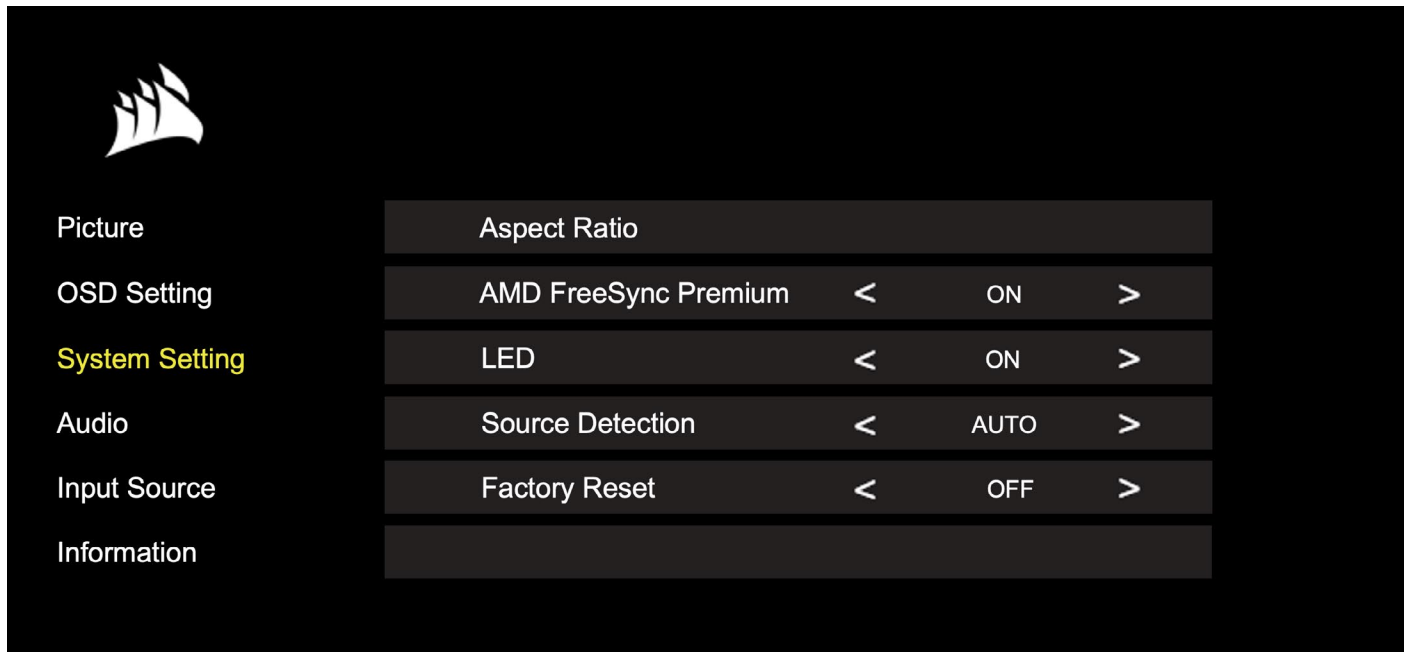 Picture Aspect Ratio
OSD Setting AMD FreeSync Premium < ON >
System Setting LED < ON >
Audio Source Detection < AUTO >
Input Source Factory Reset < OFF >
Information